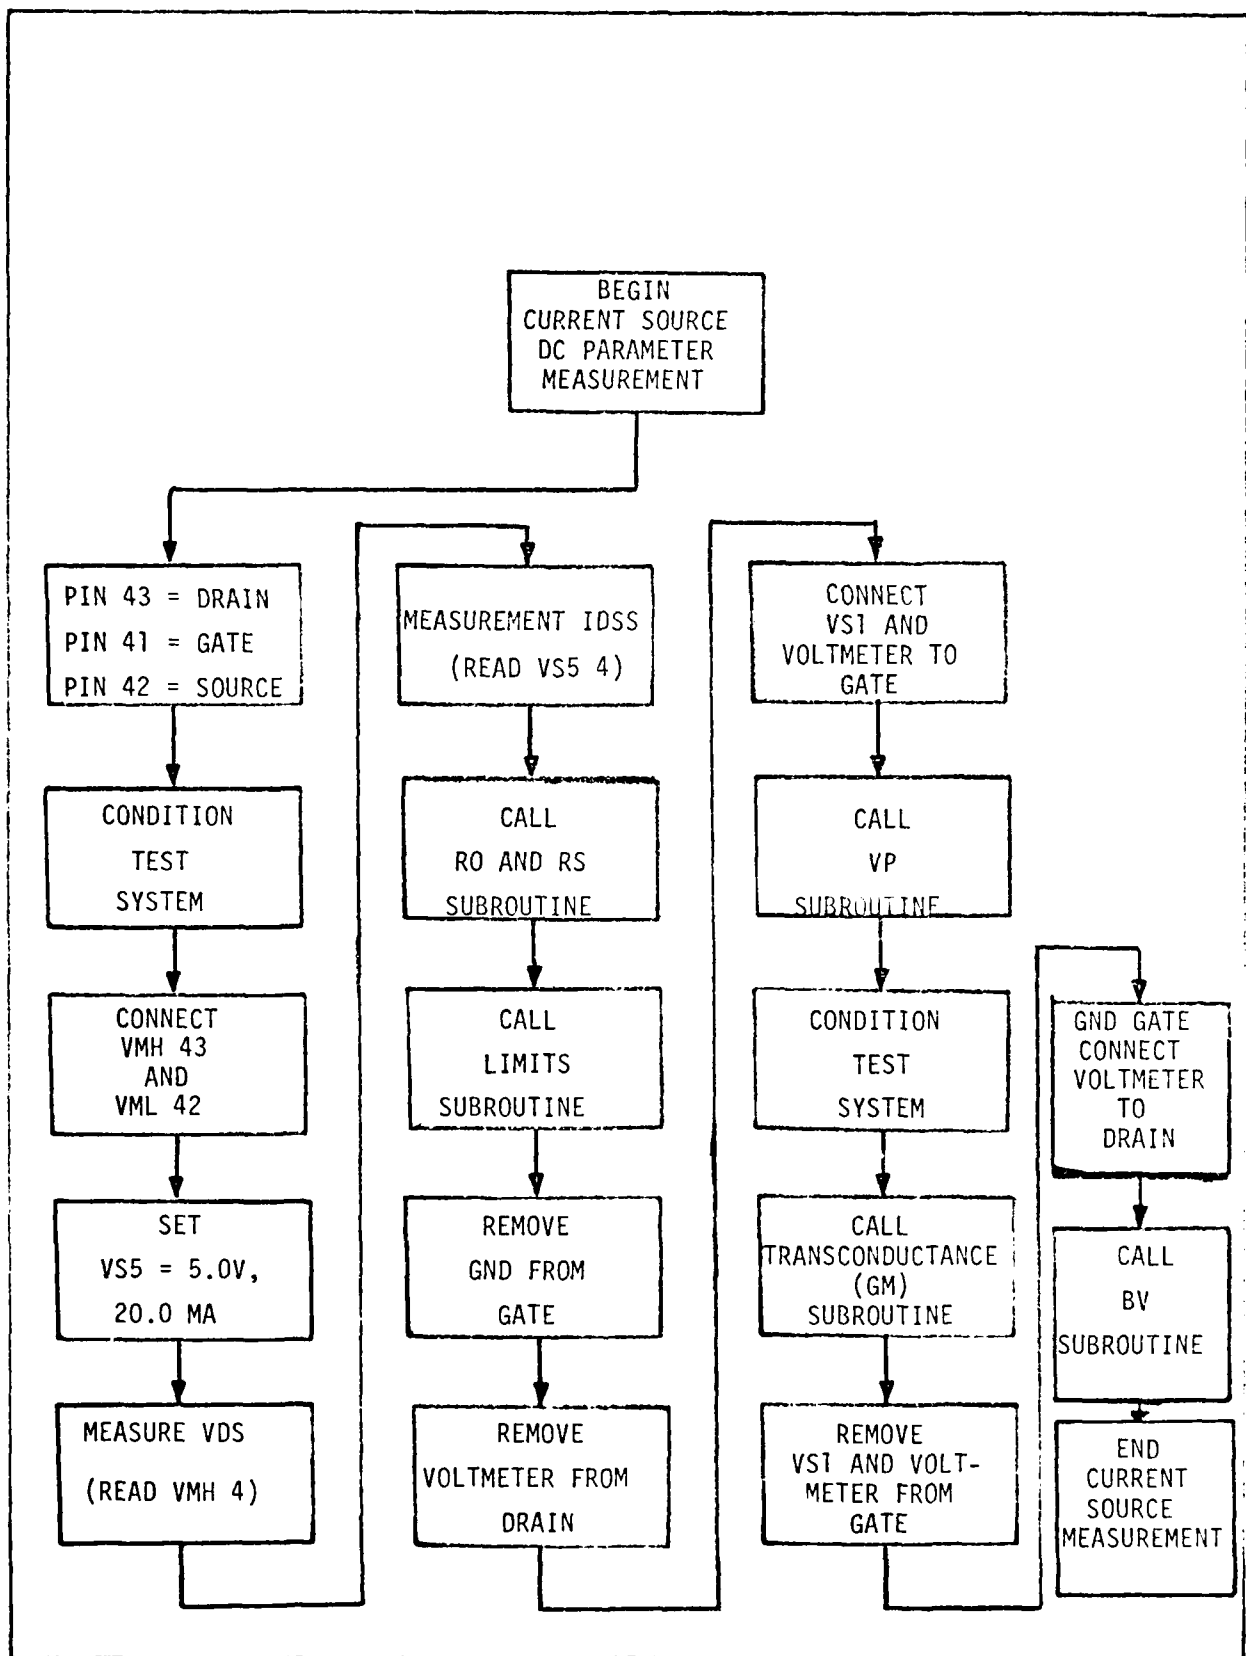 BEGIN
CURRENT SOURCE
DC PARAMETER
MEASUREMENT
PIN 43 = DRAIN
PIN 41 = GATE
PIN 42 = SOURCE
CONDITION
TEST
SYSTEM
CONNECT
VMH 43
AND
VML 42
SET
VS5 = 5.0V,
20.0 MA
MEASURE VDS
(READ VMH 4)
MEASUREMENT IDSS
(READ VS5 4)
CALL
RO AND RS
SUBROUTINE
CALL
LIMITS
SUBROUTINE
REMOVE
GND FROM
GATE
REMOVE
VOLTMETER FROM
DRAIN
CONNECT
VS1 AND
VOLTMETER TO
GATE
CALL
VP
SUBROUTINE
CONDITION
TEST
SYSTEM
CALL
TRANSCONDUCTANCE
(GM)
SUBROUTINE
REMOVE
VS1 AND VOLT-
METER FROM
GATE
GND GATE
CONNECT
VOLTMETER
TO
DRAIN
CALL
BV
SUBROUTINE
END
CURRENT
SOURCE
MEASUREMENT